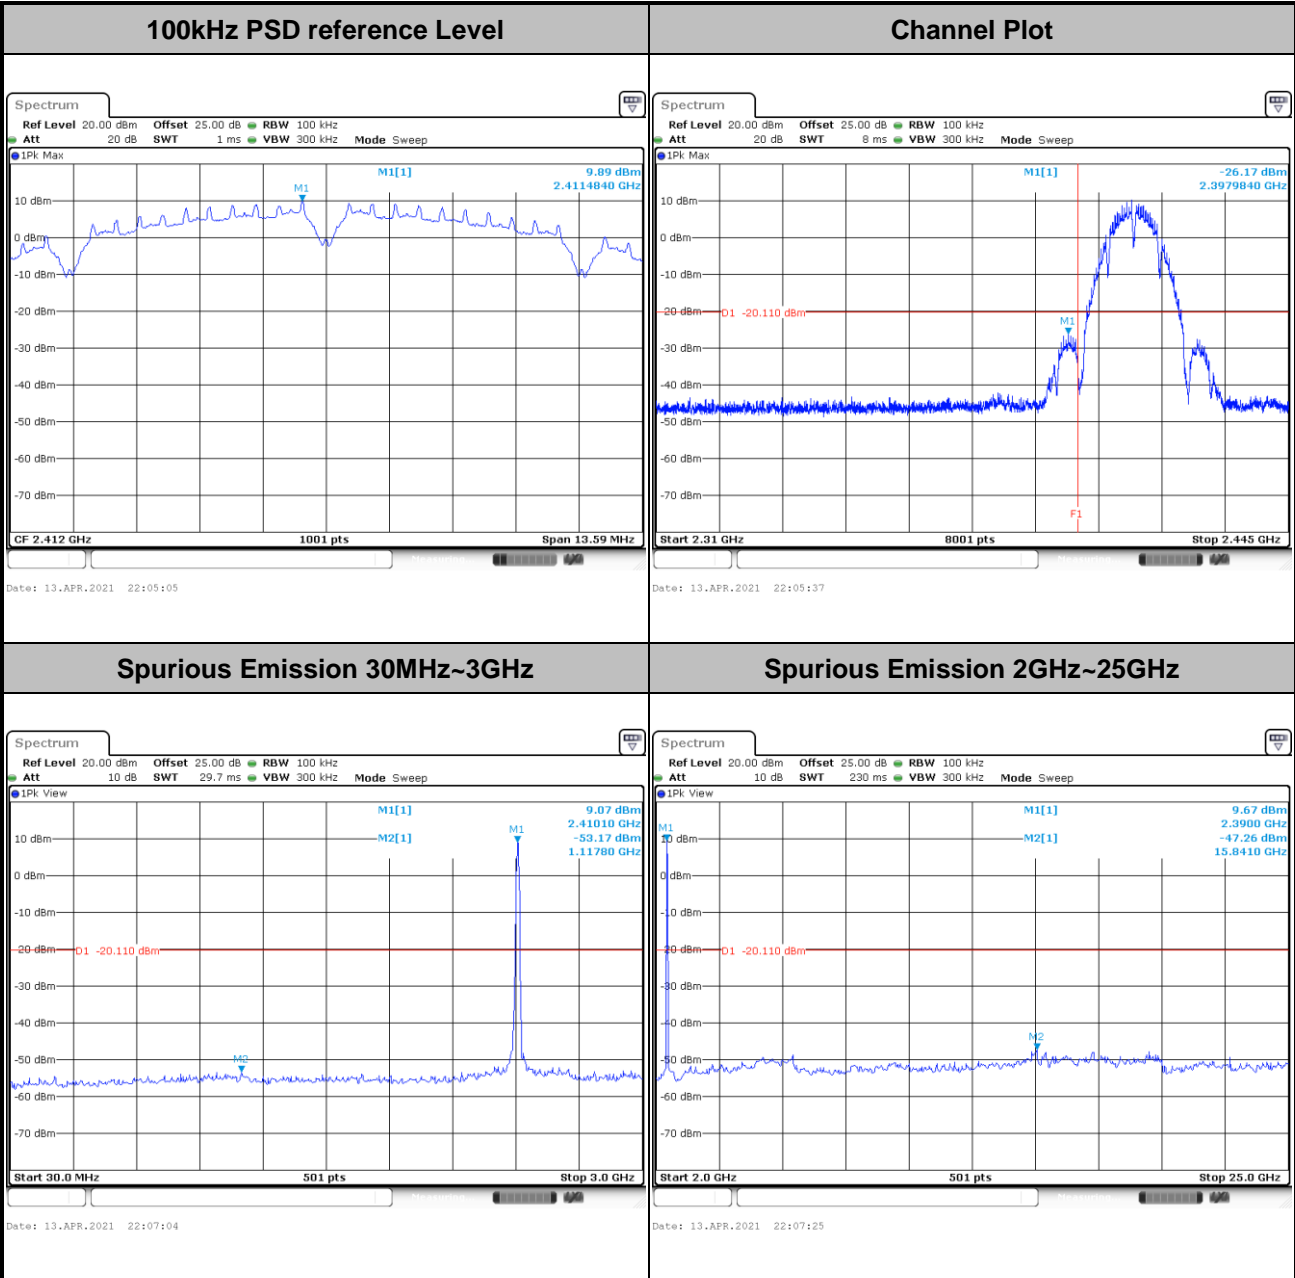 100kHz PSD reference Level
Spectrum
Ref Level 20.00 dBm Offset 25.00 dB RBW 100 kHz
Att 20 dB SWT 1 ms VBW 300 kHz Mode Sweep
1Pk Max
M1[1] 9.89 dBm
2.4114840 GHz
M1
10 dBm
0 dBm
-10 dBm
-20 dBm
-30 dBm
-40 dBm
-50 dBm
-60 dBm
-70 dBm
CF 2.412 GHz 1001 pts Span 13.59 MHz
Date: 13.APR.2021 22:05:05
Channel Plot
Spectrum
Ref Level 20.00 dBm Offset 25.00 dB RBW 100 kHz
Att 20 dB SWT 8 ms VBW 300 kHz Mode Sweep
1Pk Max
M1[1] -26.17 dBm
2.3979840 GHz
10 dBm
0 dBm
-10 dBm
-20 dBm
D1 -20.110 dBm
M1
-30 dBm
-40 dBm
-50 dBm
-60 dBm
-70 dBm
F1
Start 2.31 GHz 8001 pts Stop 2.445 GHz
Date: 13.APR.2021 22:05:37
Spurious Emission 30MHz~3GHz
Spectrum
Ref Level 20.00 dBm Offset 25.00 dB RBW 100 kHz
Att 10 dB SWT 29.7 ms VBW 300 kHz Mode Sweep
1Pk View
M1[1] 9.07 dBm
2.41010 GHz
M1
10 dBm
M2[1] -53.17 dBm
1.11780 GHz
0 dBm
-10 dBm
-20 dBm
D1 -20.110 dBm
-30 dBm
-40 dBm
-50 dBm
M2
-60 dBm
-70 dBm
Start 30.0 MHz 501 pts Stop 3.0 GHz
Date: 13.APR.2021 22:07:04
Spurious Emission 2GHz~25GHz
Spectrum
Ref Level 20.00 dBm Offset 25.00 dB RBW 100 kHz
Att 10 dB SWT 230 ms VBW 300 kHz Mode Sweep
1Pk View
M1[1] 9.67 dBm
2.3900 GHz
M1
10 dBm
M2[1] -47.26 dBm
15.8410 GHz
0 dBm
-10 dBm
-20 dBm
D1 -20.110 dBm
-30 dBm
-40 dBm
M2
-50 dBm
-60 dBm
-70 dBm
Start 2.0 GHz 501 pts Stop 25.0 GHz
Date: 13.APR.2021 22:07:25